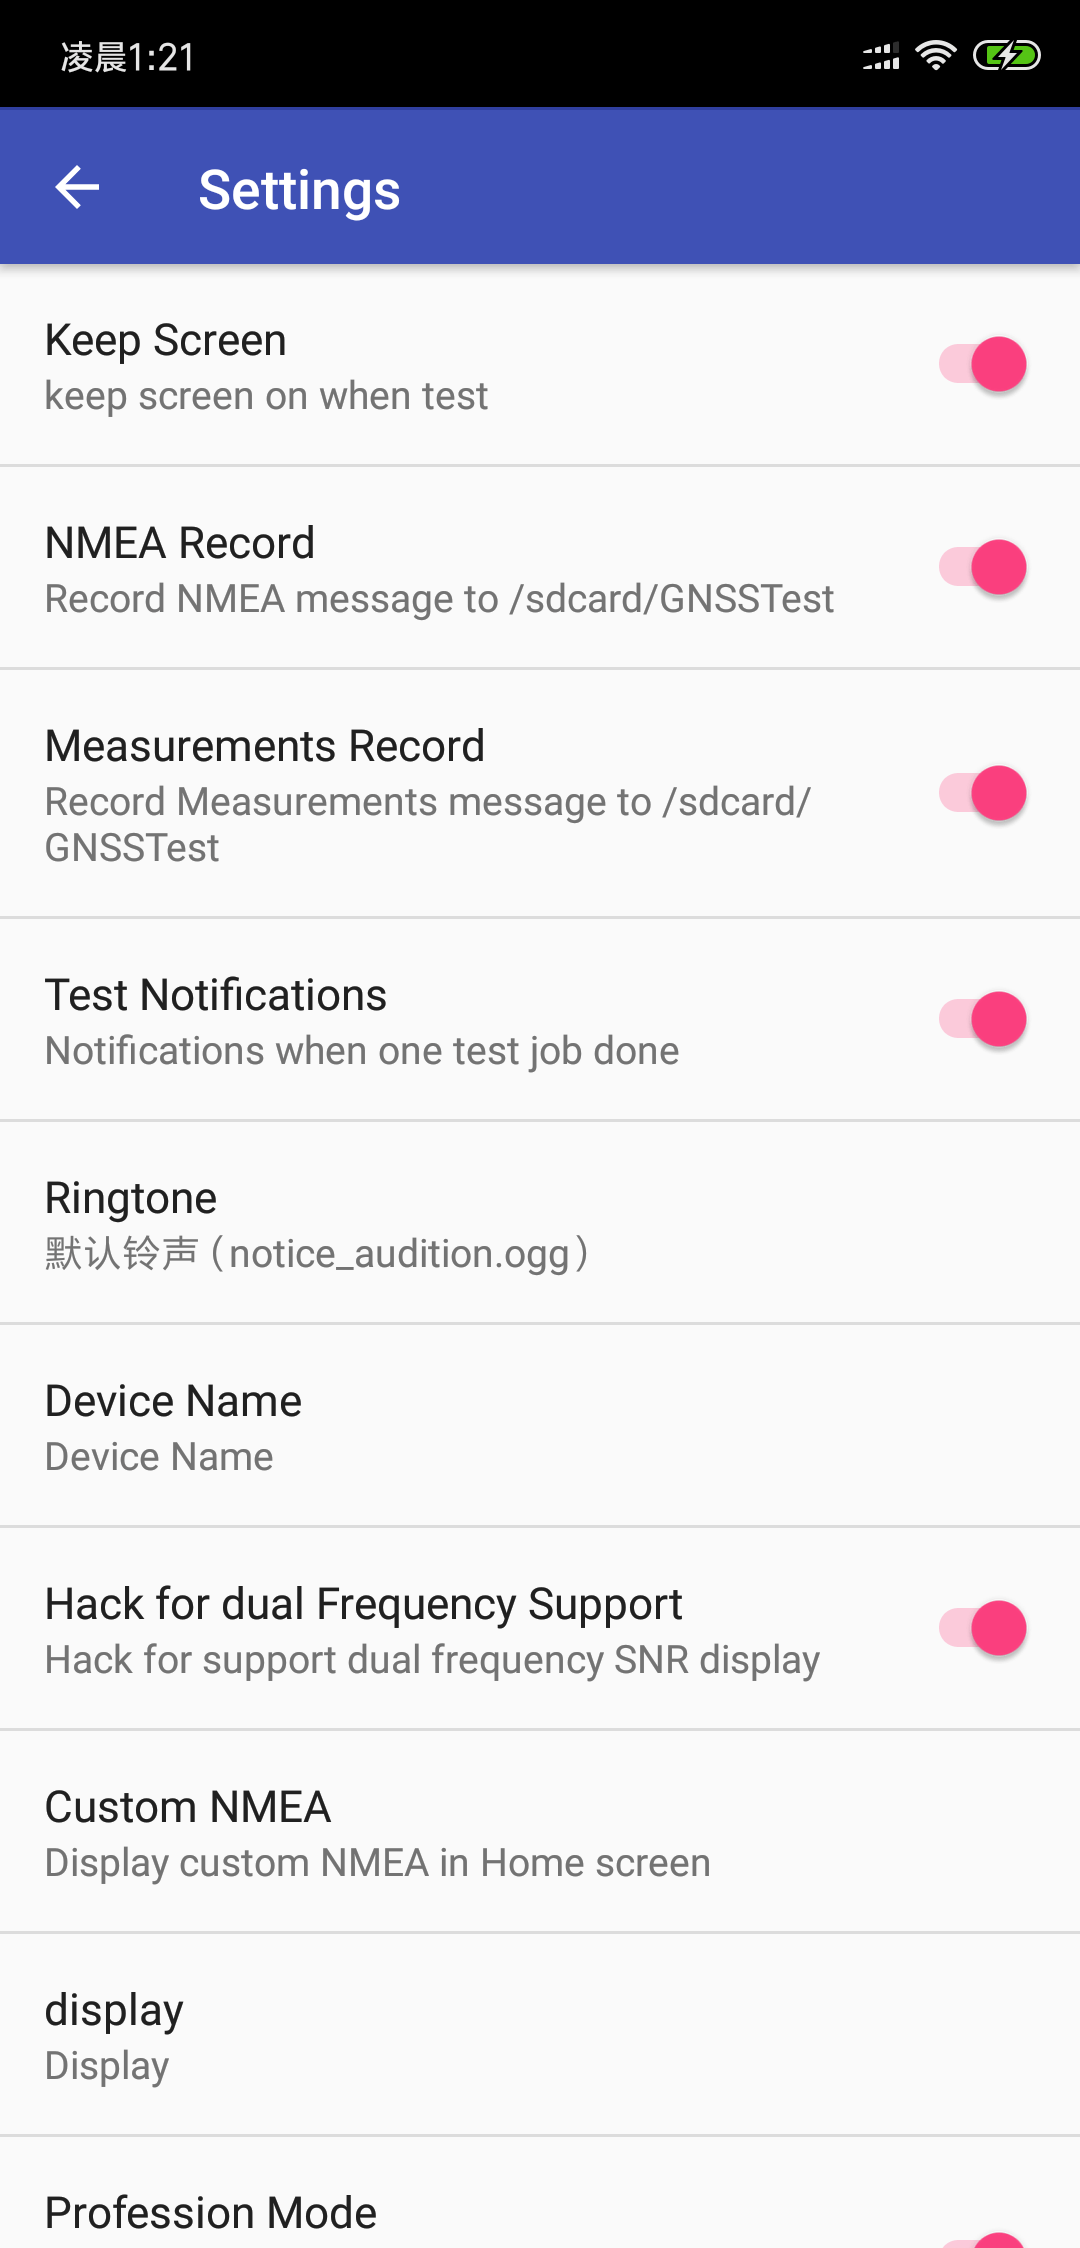 凌晨1:21
Settings
Keep Screen
keep screen on when test
NMEA Record
Record NMEA message to /sdcard/GNSSTest
Measurements Record
Record Measurements message to /sdcard/
GNSSTest
Test Notifications
Notifications when one test job done
Ringtone
默认铃声（notice_audition.ogg）
Device Name
Device Name
Hack for dual Frequency Support
Hack for support dual frequency SNR display
Custom NMEA
Display custom NMEA in Home screen
display
Display
Profession Mode